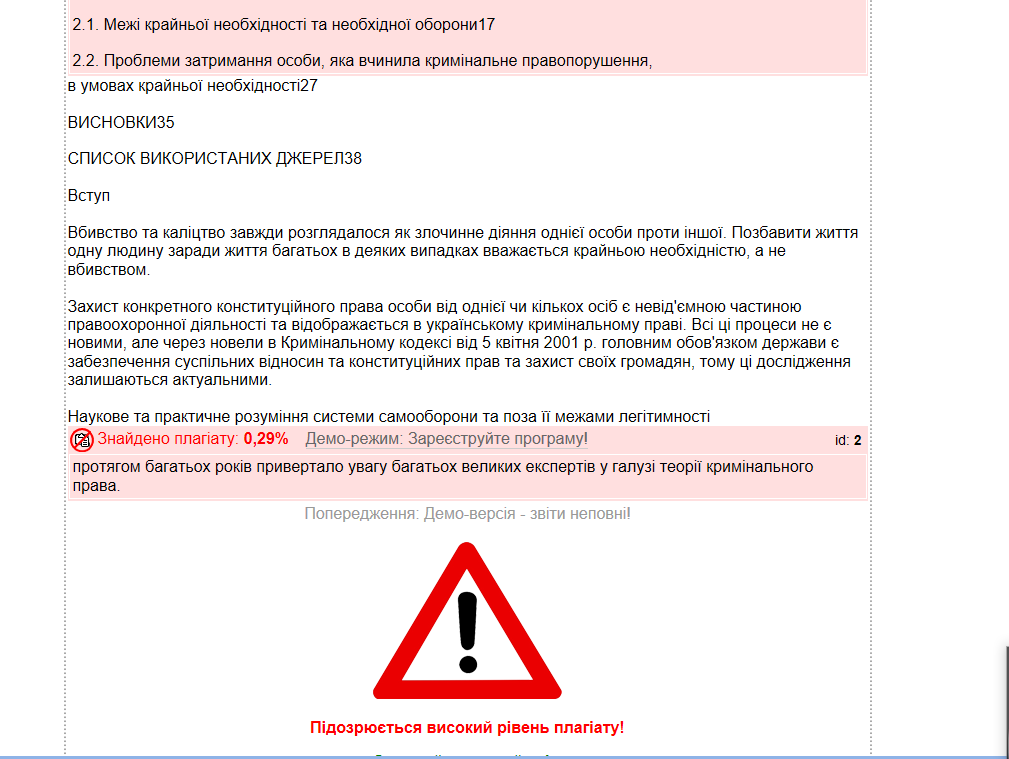 2.1. Межі крайньої необхідності та необхідної оборони17
2.2. Проблеми затримання особи, яка вчинила кримінальне правопорушення,
в умовах крайньої необхідності27
ВИСНОВКИ35
СПИСОК ВИКОРИСТАНИХ ДЖЕРЕЛ38
Вступ
Вбивство та каліцтво завжди розглядалося як злочинне діяння однієї особи проти іншої. Позбавити життя
одну людину заради життя багатьох в деяких випадках вважається крайньою необхідністю, а не
вбивством.
Захист конкретного конституційного права особи від однієї чи кількох осіб є невід'ємною частиною
правоохоронної діяльності та відображається в українському кримінальному праві. Всі ці процеси не є
новими, але через новели в Кримінальному кодексі від 5 квітня 2001 р. головним обов'язком держави є
забезпечення суспільних відносин та конституційних прав та захист своїх громадян, тому ці дослідження
залишаються актуальними.
Наукове та практичне розуміння системи самооборони та поза її межами легітимності
Знайдено плагіату: 0,29% Демо-режим: Зареєструйте програму! id: 2
протягом багатьох років привертало увагу багатьох великих експертів у галузі теорії кримінального
права.
Попередження: Демо-версія - звіти неповні!
Підозрюється високий рівень плагіату!